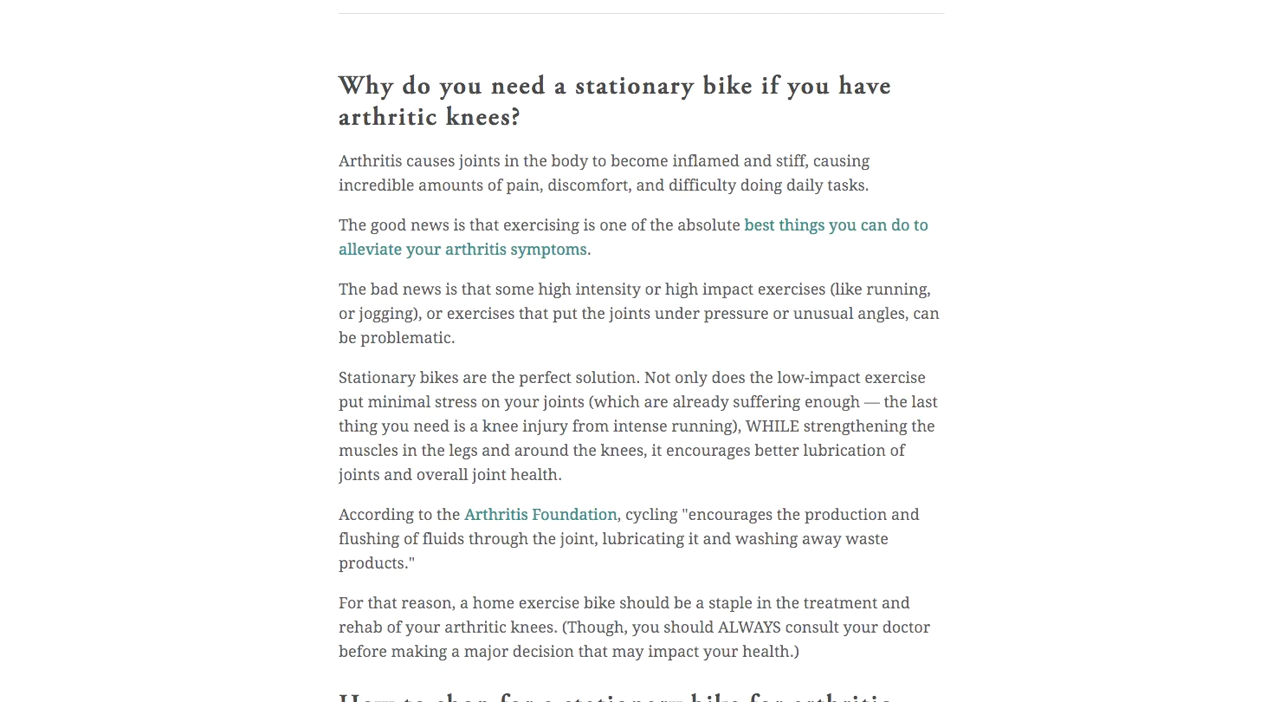 Why do you need a stationary bike if you have
arthritic knees?
Arthritis causes joints in the body to become inflamed and stiff, causing
incredible amounts of pain, discomfort, and difficulty doing daily tasks.
The good news is that exercising is one of the absolute best things you can do to
alleviate your arthritis symptoms.
The bad news is that some high intensity or high impact exercises (like running,
or jogging), or exercises that put the joints under pressure or unusual angles, can
be problematic.
Stationary bikes are the perfect solution. Not only does the low-impact exercise
put minimal stress on your joints (which are already suffering enough — the last
thing you need is a knee injury from intense running), WHILE strengthening the
muscles in the legs and around the knees, it encourages better lubrication of
joints and overall joint health.
According to the Arthritis Foundation, cycling "encourages the production and
flushing of fluids through the joint, lubricating it and washing away waste
products."
For that reason, a home exercise bike should be a staple in the treatment and
rehab of your arthritic knees. (Though, you should ALWAYS consult your doctor
before making a major decision that may impact your health.)
How to shop for a stationary bike for arthritic